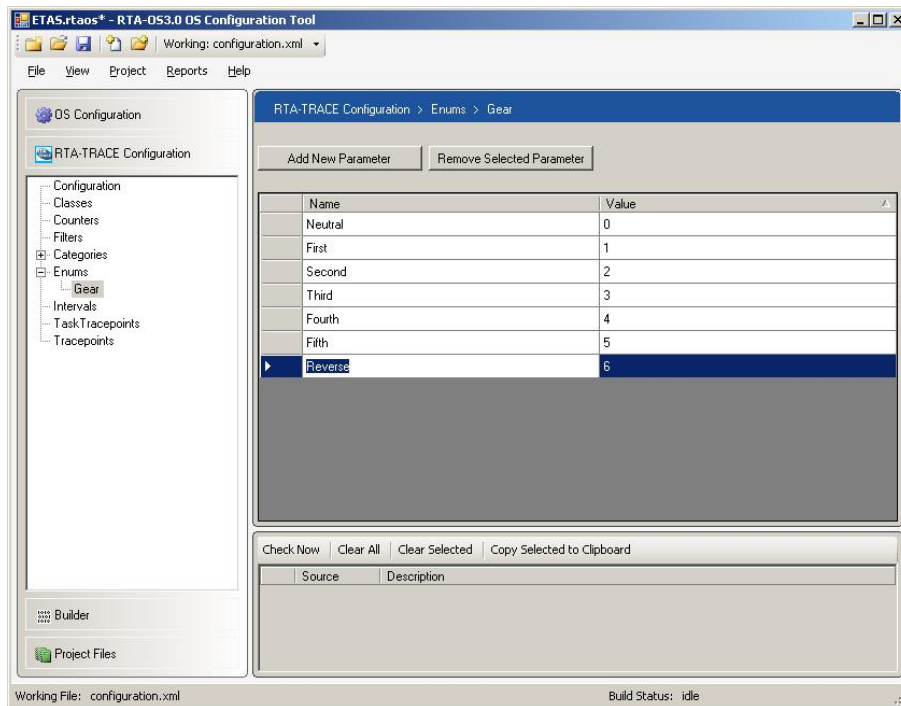 ETAS.rtaos* - RTA-OS3.0 OS Configuration Tool
Working: configuration.xml
File View Project Reports Help
OS Configuration
RTA-TRACE Configuration
Configuration
Classes
Counters
Filters
Categories
Enums
Gear
Intervals
TaskTracepoints
Tracepoints
Builder
Project Files
RTA-TRACE Configuration > Enums > Gear
Add New Parameter Remove Selected Parameter
Name Value
Neutral 0
First 1
Second 2
Third 3
Fourth 4
Fifth 5
Reverse 6
Check Now Clear All Clear Selected Copy Selected to Clipboard
Source Description
Working File: configuration.xml Build Status: idle